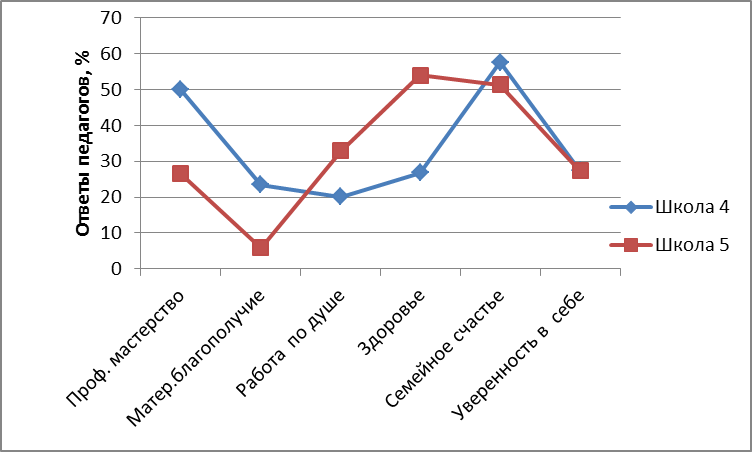 70
60
50
40
30
20
10
0
Ответы педагогов, %
Проф. мастерство
Матер.благополучие
Работа по душе
Здоровье
Семейное счастье
Уверенность в себе
Школа 4
Школа 5